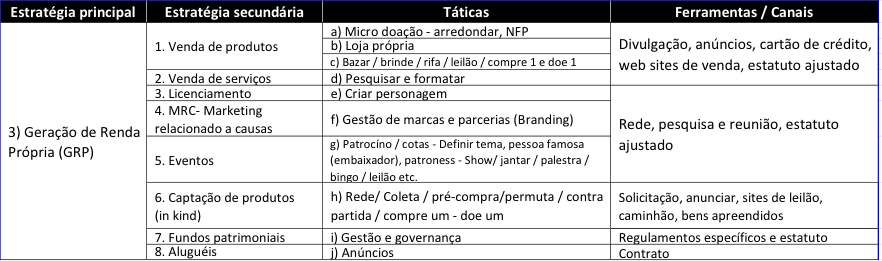 Estratégia principal
Estratégia secundária
Táticas
Ferramentas / Canais
3) Geração de Renda
Própria (GRP)
1. Venda de produtos
a) Micro doação - arredondar, NFP
b) Loja própria
c) Bazar / brinde / rifa / leilão / compre 1 e doe 1
Divulgação, anúncios, cartão de crédito,
web sites de venda, estatuto ajustado
2. Venda de serviços
d) Pesquisar e formatar
3. Licenciamento
e) Criar personagem
4. MRC- Marketing
relacionado a causas
f) Gestão de marcas e parcerias (Branding)
Rede, pesquisa e reunião, estatuto
ajustado
5. Eventos
g) Patrocíno / cotas - Definir tema, pessoa famosa
(embaixador), patroness - Show/ jantar / palestra /
bingo / leilão etc.
6. Captação de produtos
(in kind)
h) Rede/ Coleta / pré-compra/permuta / contra
partida / compre um - doe um
Solicitação, anunciar, sites de leilão,
caminhão, bens apreendidos
7. Fundos patrimoniais
i) Gestão e governança
Regulamentos específicos e estatuto
8. Aluguéis
j) Anúncios
Contrato